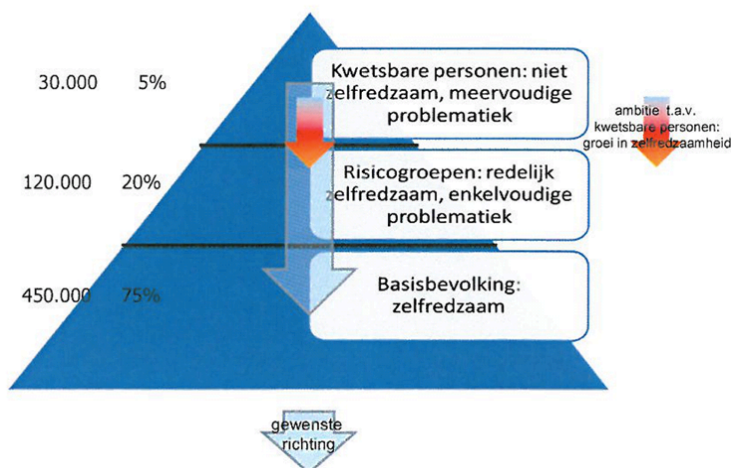 30.000 5%
Kwetsbare personen: niet
zelfredzaam, meervoudige
problematiek
ambitie t.a.v.
kwetsbare personen:
groei in zelfredzaamheid
120.000 20%
Risicogroepen: redelijk
zelfredzaam, enkelvoudige
problematiek
450.000 75%
Basisbevolking:
zelfredzaam
gewenste
richting